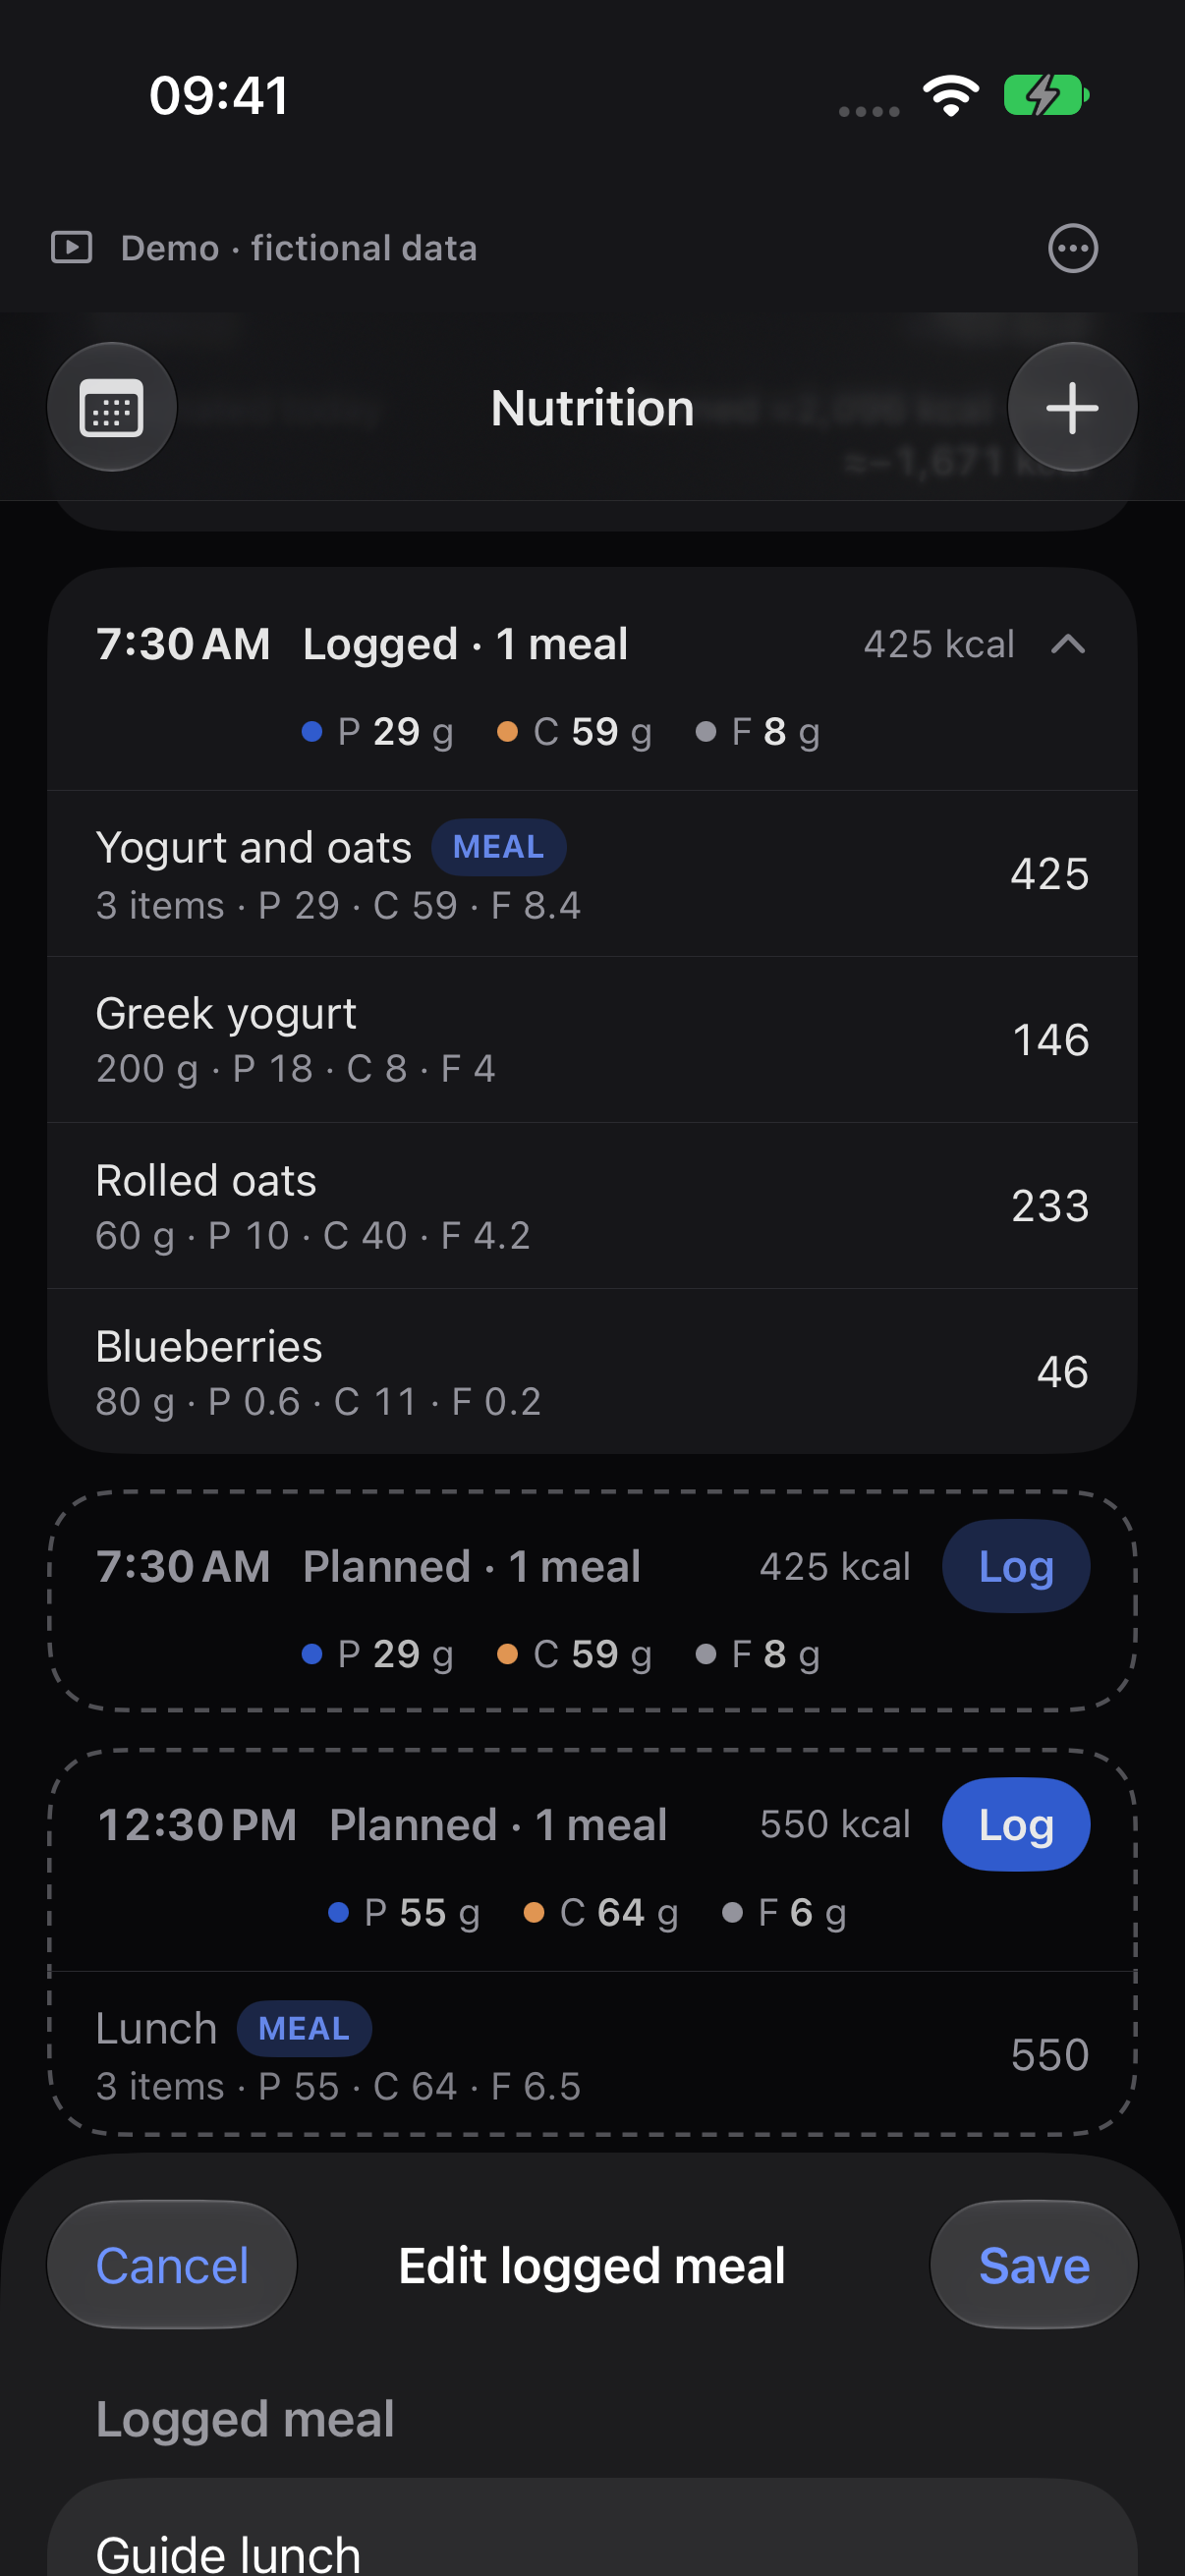 09:41
Demo · fictional data
Nutrition
≈−1,671 kcal
7:30 AM Logged · 1 meal 425 kcal
P 29 g C 59 g F 8 g
Yogurt and oats MEAL
425
3 items · P 29 · C 59 · F 8.4
Greek yogurt
146
200 g · P 18 · C 8 · F 4
Rolled oats
233
60 g · P 10 · C 40 · F 4.2
Blueberries
46
80 g · P 0.6 · C 11 · F 0.2
7:30 AM Planned · 1 meal 425 kcal Log
P 29 g C 59 g F 8 g
12:30 PM Planned · 1 meal 550 kcal Log
P 55 g C 64 g F 6 g
Lunch MEAL
550
3 items · P 55 · C 64 · F 6.5
Cancel Edit logged meal Save
Logged meal
Guide lunch